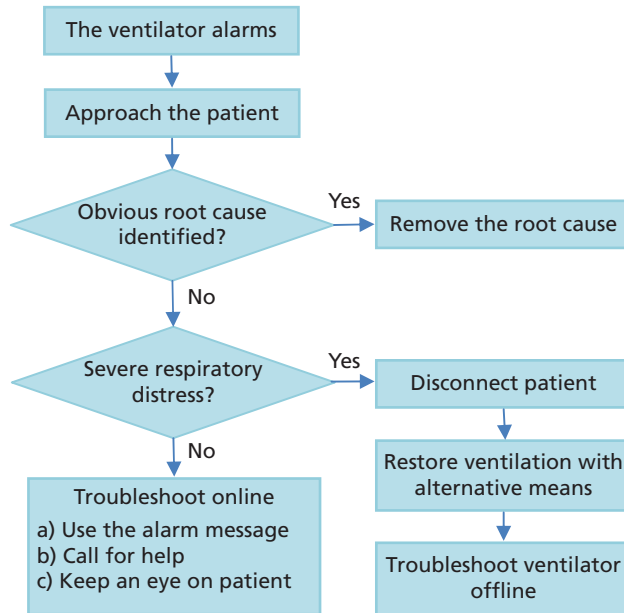 The ventilator alarms
Approach the patient
Obvious root cause
identified?
Yes
Remove the root cause
No
Severe respiratory
distress?
Yes
Disconnect patient
Restore ventilation with
alternative means
Troubleshoot ventilator
offline
No
Troubleshoot online
a) Use the alarm message
b) Call for help
c) Keep an eye on patient